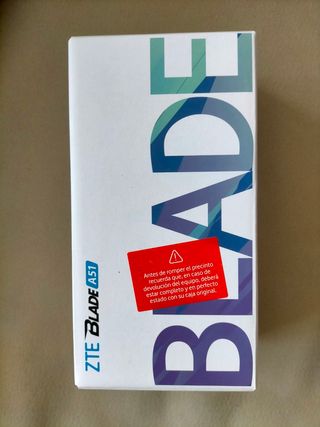 BLADE
ZTE BLADE A51
Antes de romper el precinto
recuerda que, en caso de
devolución del equipo, deberá
estar completo y en perfecto
estado con su caja original.